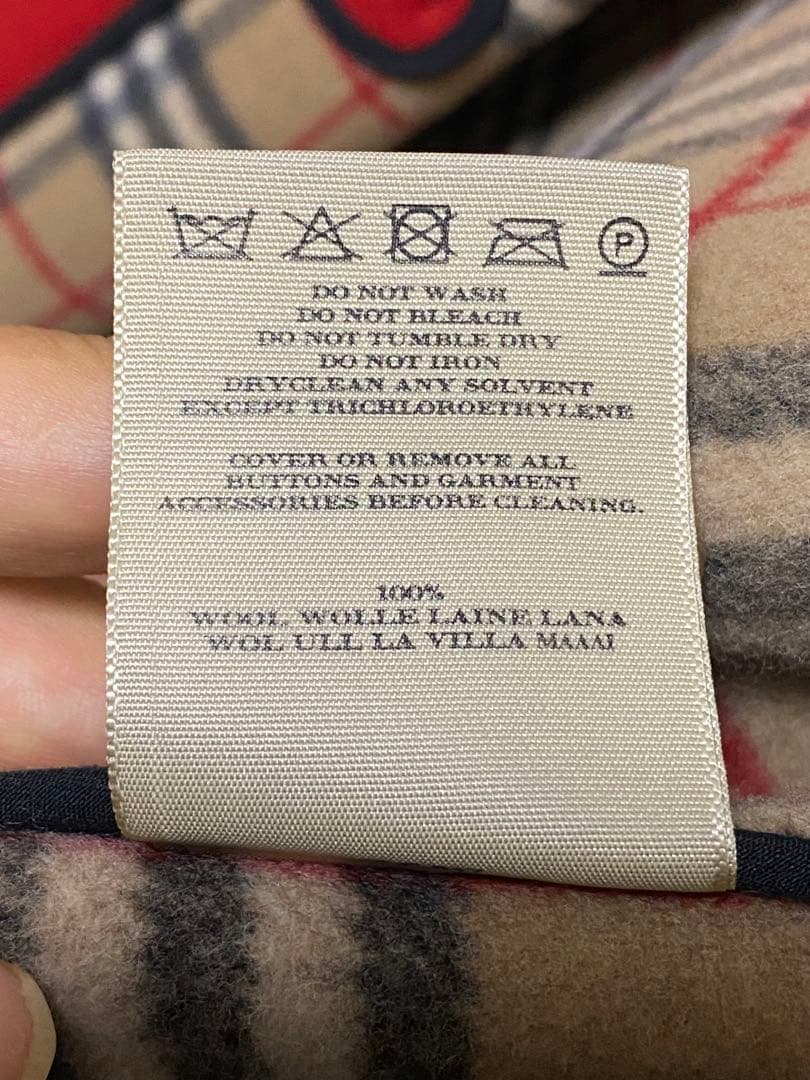 P
DO NOT WASH
DO NOT BLEACH
DO NOT TUMBLE DRY
DO NOT IRON
DRYCLEAN ANY SOLVENT
EXCEPT TRICHLOROETHYLENE
COVER OR REMOVE ALL
BUTTONS AND GARMENT
ACCESSORIES BEFORE CLEANING.
100%
WOOL WOLLE LAINE LANA
WOL ULL LA VILLA MAAAI